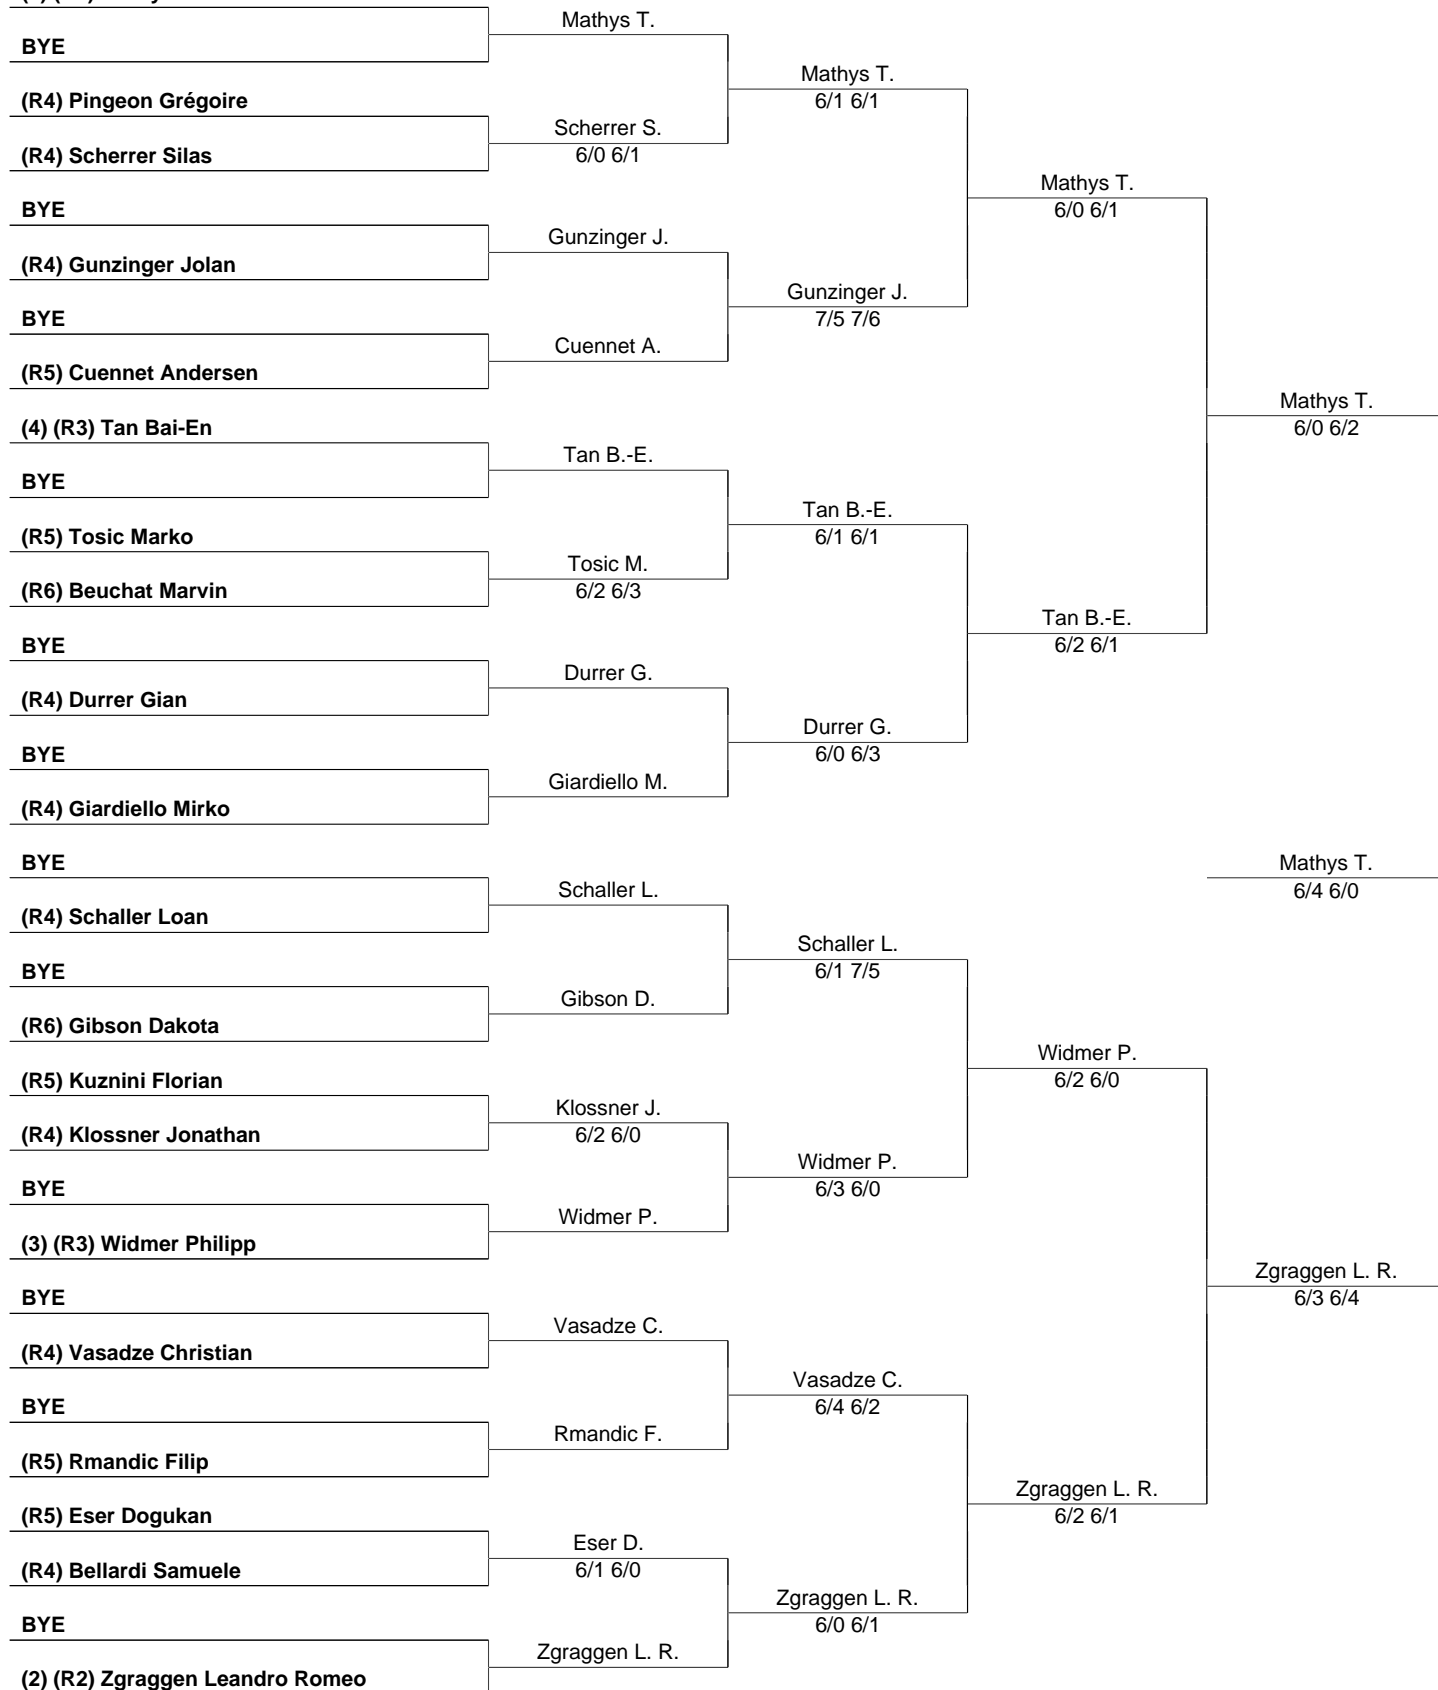 BYE
(R4) Pingeon Grégoire
(R4) Scherrer Silas
BYE
(R4) Gunzinger Jolan
BYE
(R5) Cuennet Andersen
(4) (R3) Tan Bai-En
BYE
(R5) Tosic Marko
(R6) Beuchat Marvin
BYE
(R4) Durrer Gian
BYE
(R4) Giardiello Mirko
BYE
(R4) Schaller Loan
BYE
(R6) Gibson Dakota
(R5) Kuznini Florian
(R4) Klossner Jonathan
BYE
(3) (R3) Widmer Philipp
BYE
(R4) Vasadze Christian
BYE
(R5) Rmandic Filip
(R5) Eser Dogukan
(R4) Bellardi Samuele
BYE
(2) (R2) Zgraggen Leandro Romeo
Mathys T.
Scherrer S.
6/0 6/1
Gunzinger J.
Cuennet A.
Tan B.-E.
Tosic M.
6/2 6/3
Durrer G.
Giardiello M.
Schaller L.
Gibson D.
Klossner J.
6/2 6/0
Widmer P.
Vasadze C.
Rmandic F.
Eser D.
6/1 6/0
Zgraggen L. R.
Mathys T.
6/1 6/1
Gunzinger J.
7/5 7/6
Tan B.-E.
6/1 6/1
Durrer G.
6/0 6/3
Schaller L.
6/1 7/5
Widmer P.
6/3 6/0
Vasadze C.
6/4 6/2
Zgraggen L. R.
6/0 6/1
Mathys T.
6/0 6/1
Tan B.-E.
6/2 6/1
Widmer P.
6/2 6/0
Zgraggen L. R.
6/2 6/1
Mathys T.
6/0 6/2
Mathys T.
6/4 6/0
Zgraggen L. R.
6/3 6/4